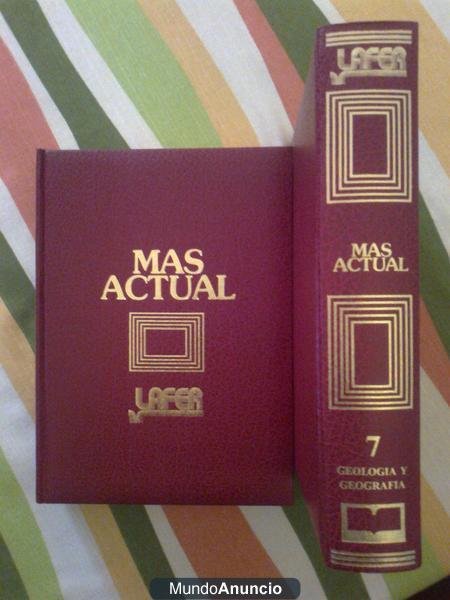 MAS
ACTUAL
LAFER
LAFER
MAS
ACTUAL
7
GEOLOGIA Y
GEOGRAFIA
MundoAnuncio